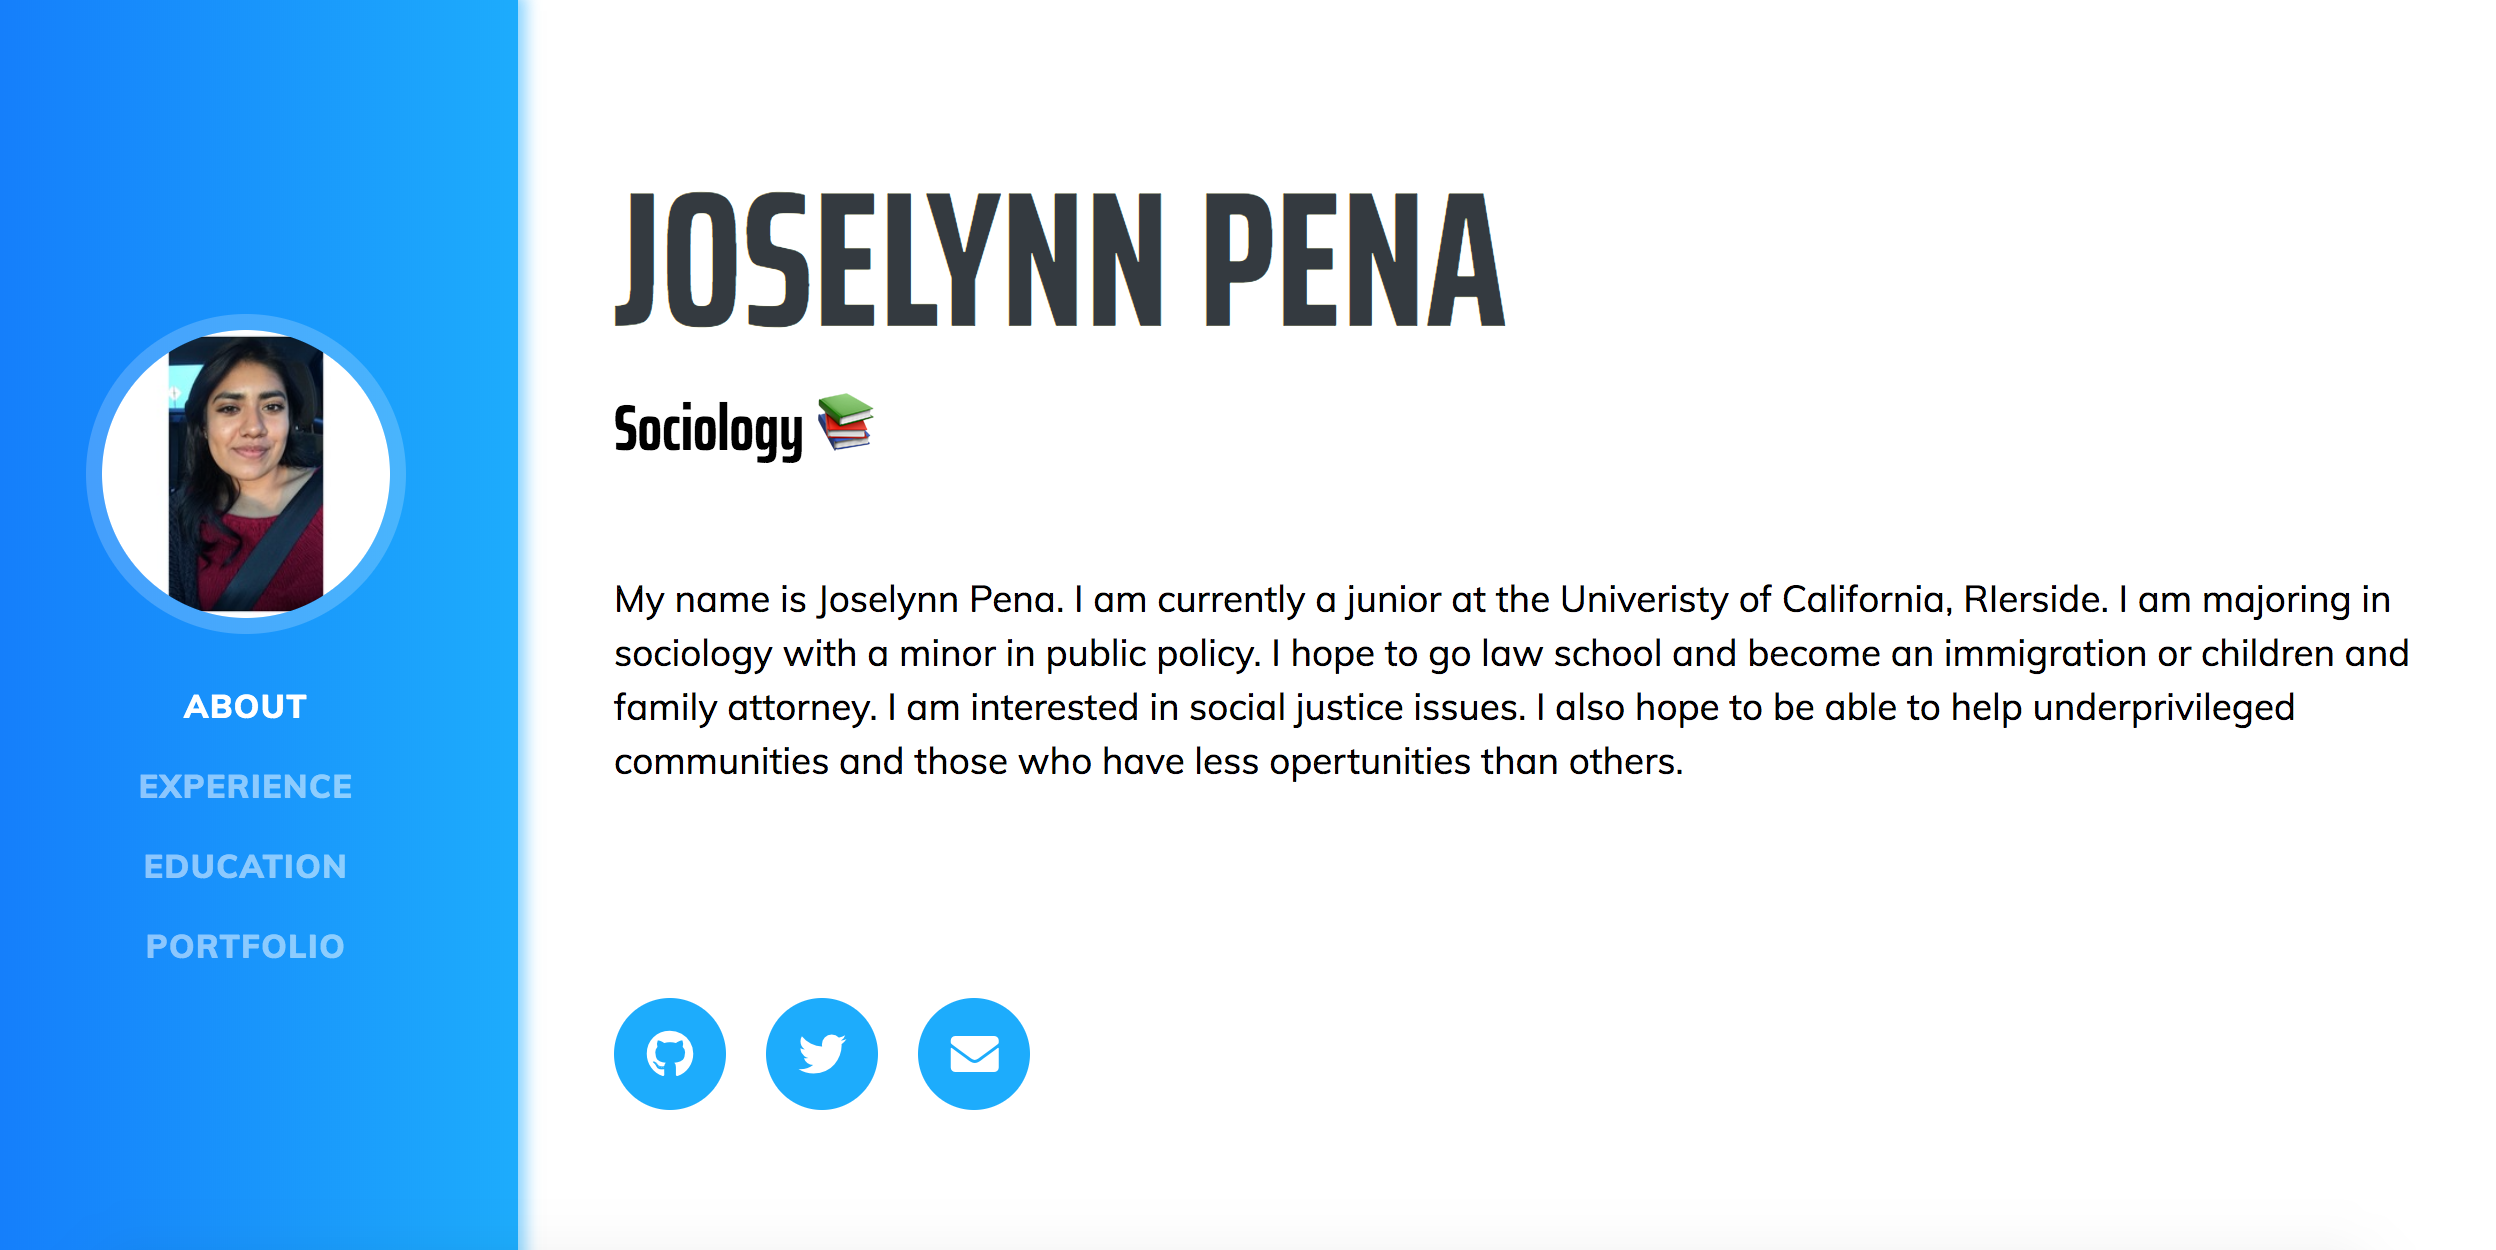 ABOUT
EXPERIENCE
EDUCATION
PORTFOLIO
JOSELYNN PENA
Sociology
My name is Joselynn Pena. I am currently a junior at the Univeristy of California, RIerside. I am majoring in
sociology with a minor in public policy. I hope to go law school and become an immigration or children and
family attorney. I am interested in social justice issues. I also hope to be able to help underprivileged
communities and those who have less opertunities than others.